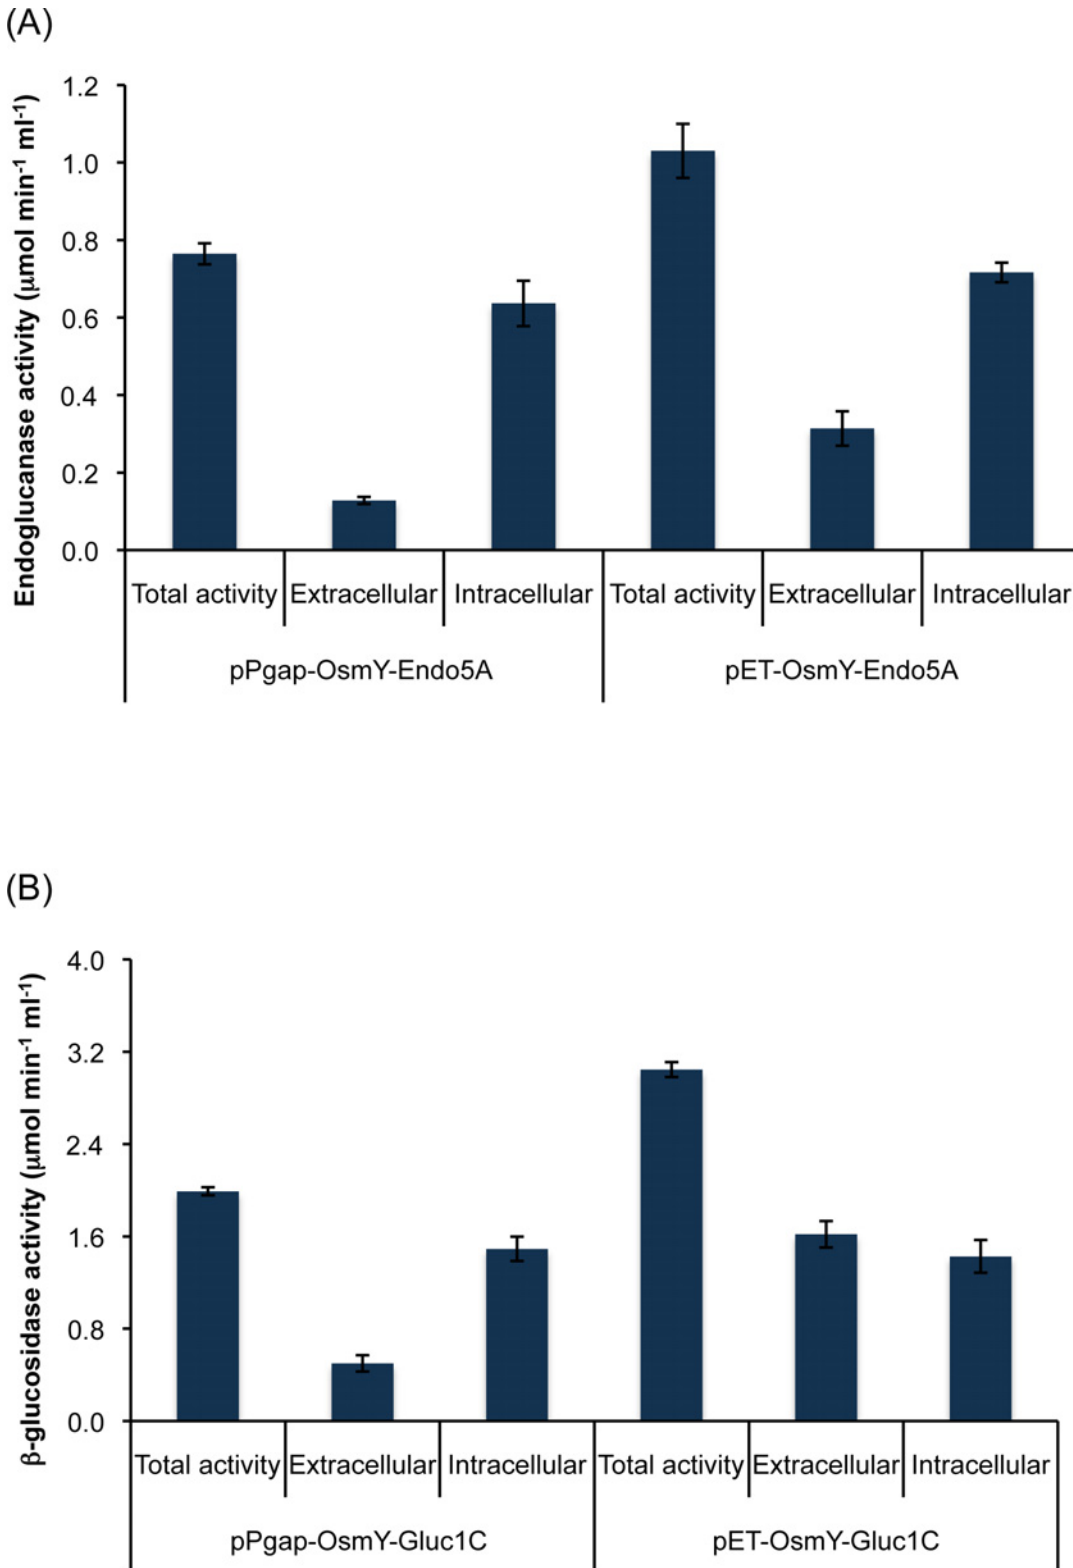 (A)
Endoglucanase activity (μmol min⁻¹ ml⁻¹)
1.2
1.0
0.8
0.6
0.4
0.2
0.0
Total activity Extracellular Intracellular Total activity Extracellular Intracellular
pPgap-OsmY-Endo5A pET-OsmY-Endo5A
(B)
β-glucosidase activity (μmol min⁻¹ ml⁻¹)
4.0
3.2
2.4
1.6
0.8
0.0
Total activity Extracellular Intracellular Total activity Extracellular Intracellular
pPgap-OsmY-Gluc1C pET-OsmY-Gluc1C